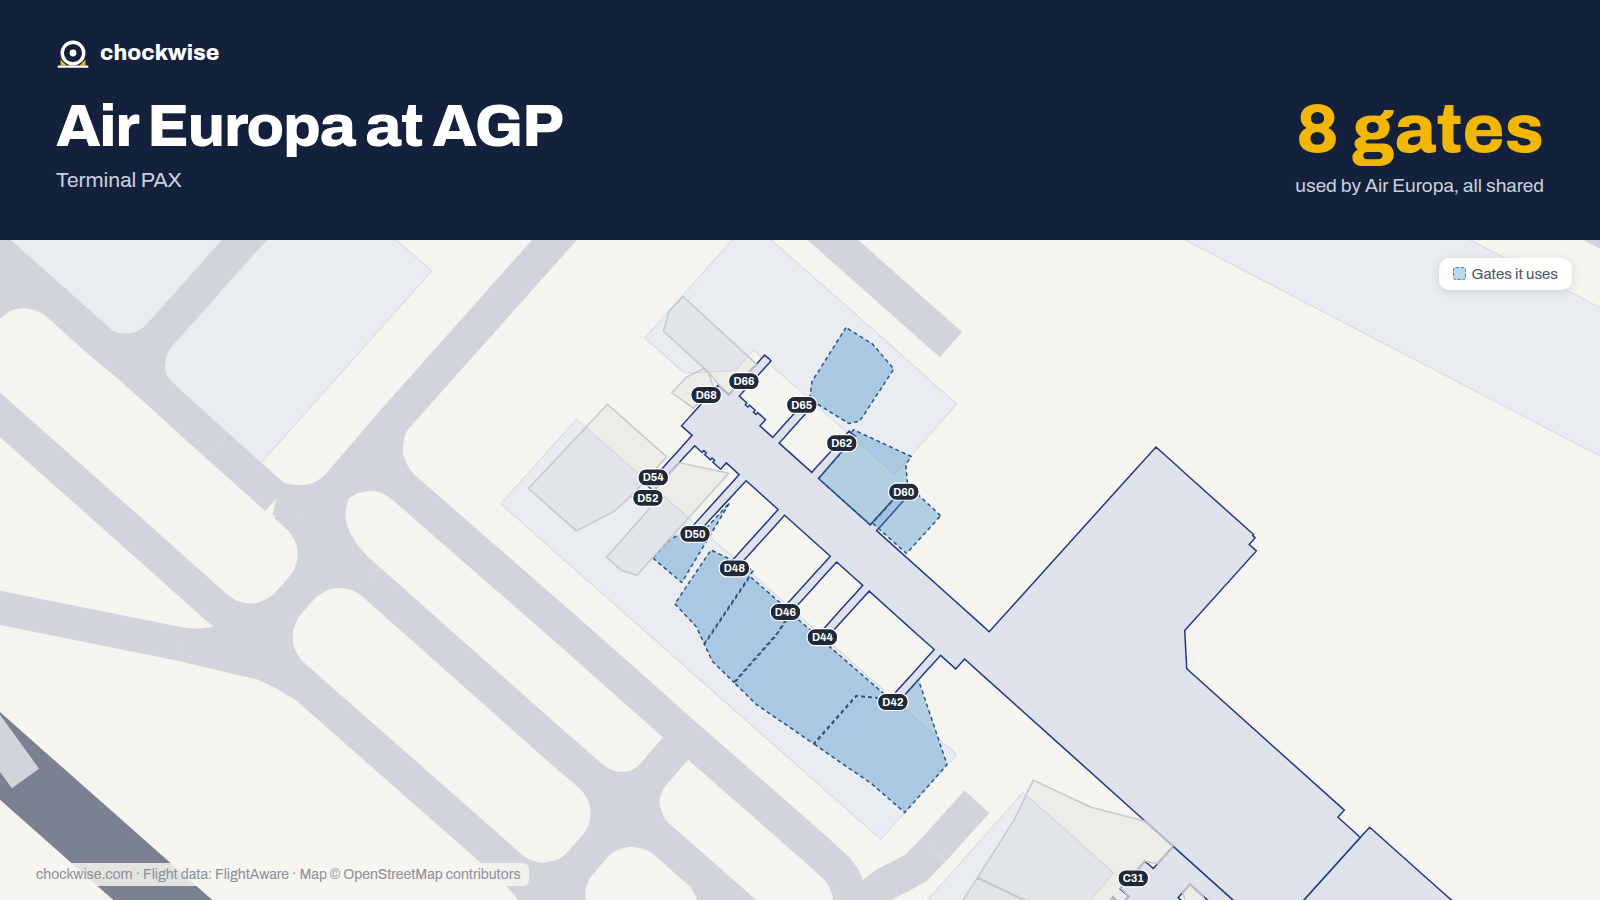 chockwise
Air Europa at AGP
Terminal PAX
8 gates
used by Air Europa, all shared
Gates it uses
D66
D68
D65
D62
D54
D60
D52
D50
D48
D46
D44
D42
C31
chockwise.com · Flight data: FlightAware · Map © OpenStreetMap contributors